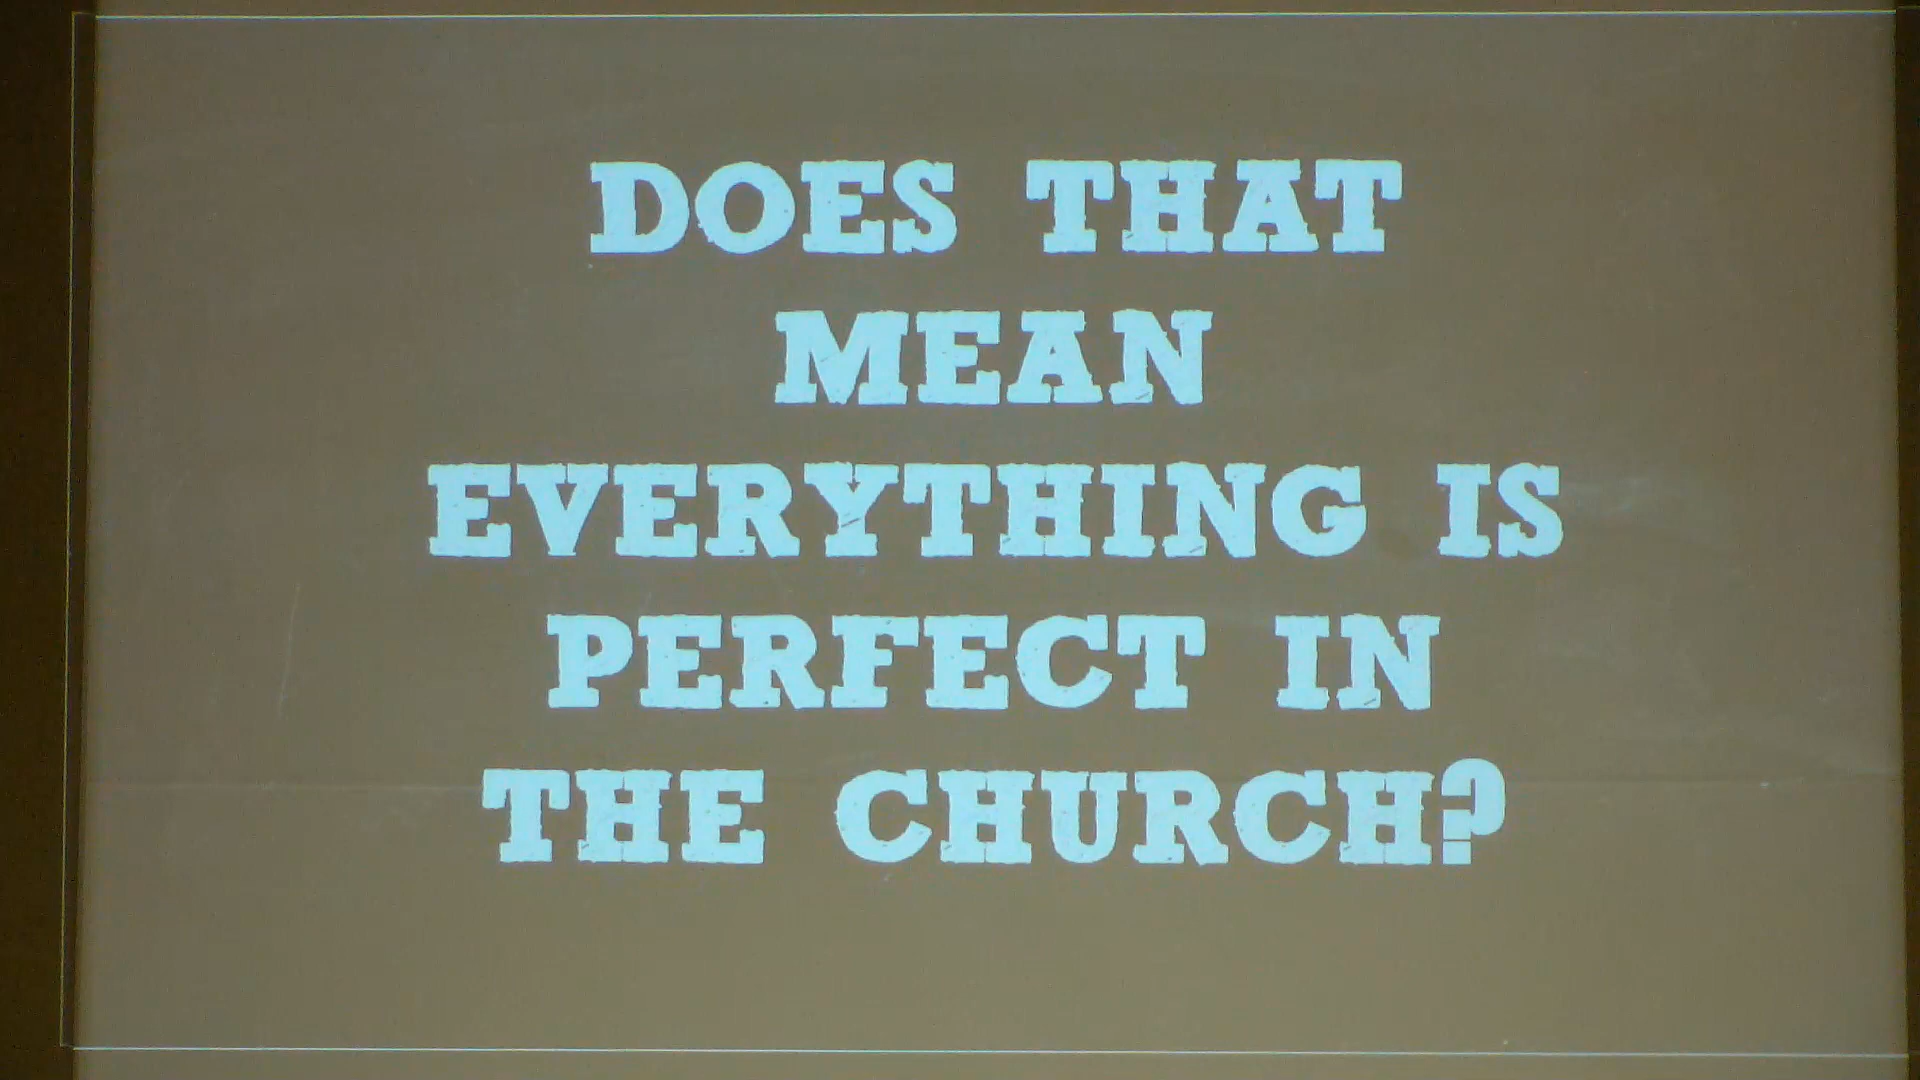 DOES THAT
MEAN
EVERYTHING IS
PERFECT IN
THE CHURCH?